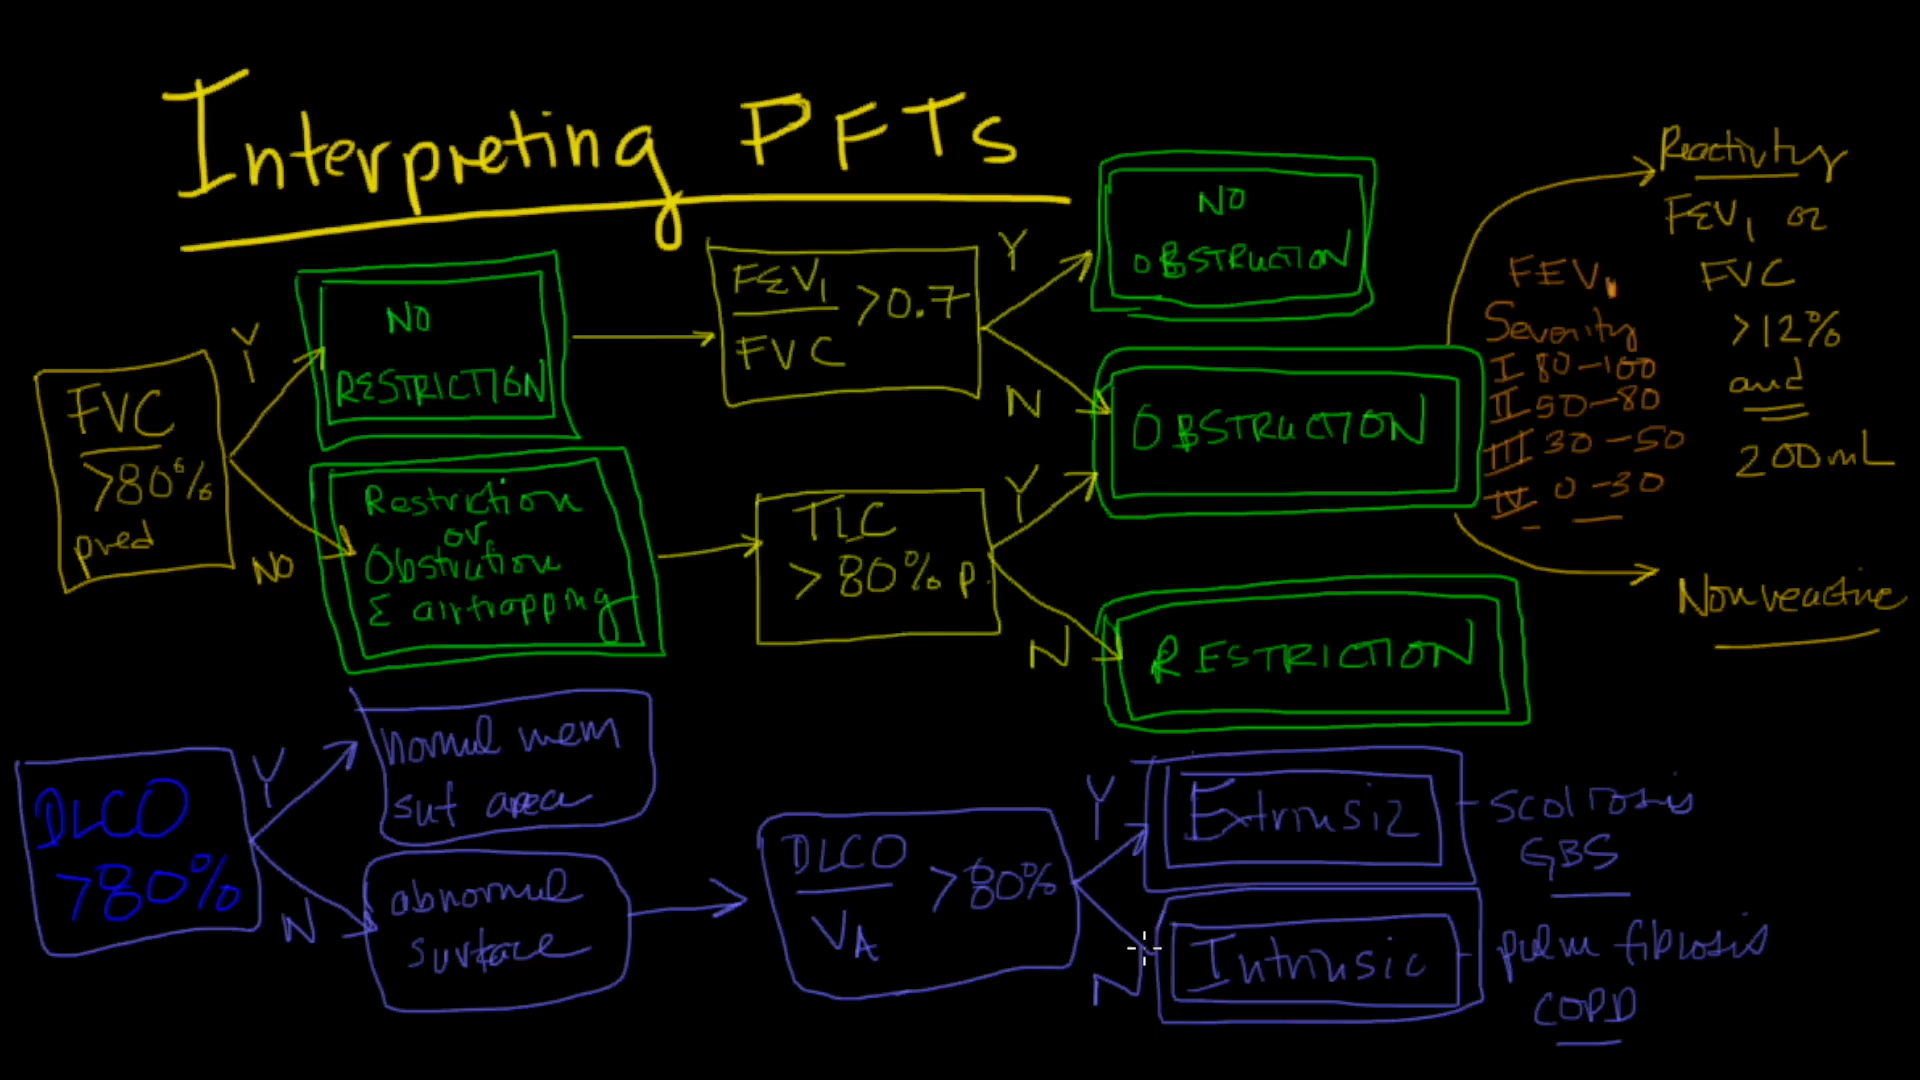 Interpreting PFTs
FVC
>80%
pred
Y
NO
NO
RESTRICTION
Restriction
or
Obstrution
& airtrapping
FEV1
FVC
>0.7
Y
N
TLC
>80% p.
Y
N
NO
OBSTRUCTION
OBSTRUCTION
RESTRICTION
FEV1
Severity
I 80-100
II 50-80
III 30-50
IV 0-30
Reactivity
FEV1 or
FVC
>12%
and
200mL
Nonreactive
DLCO
>80%
Y
N
normal mem
surf area
abnormal
surface
DLCO
VA
>80%
Y
N
Extrinsic
Intrinsic
scoliosis
GBS
pulm fibrosis
COPD